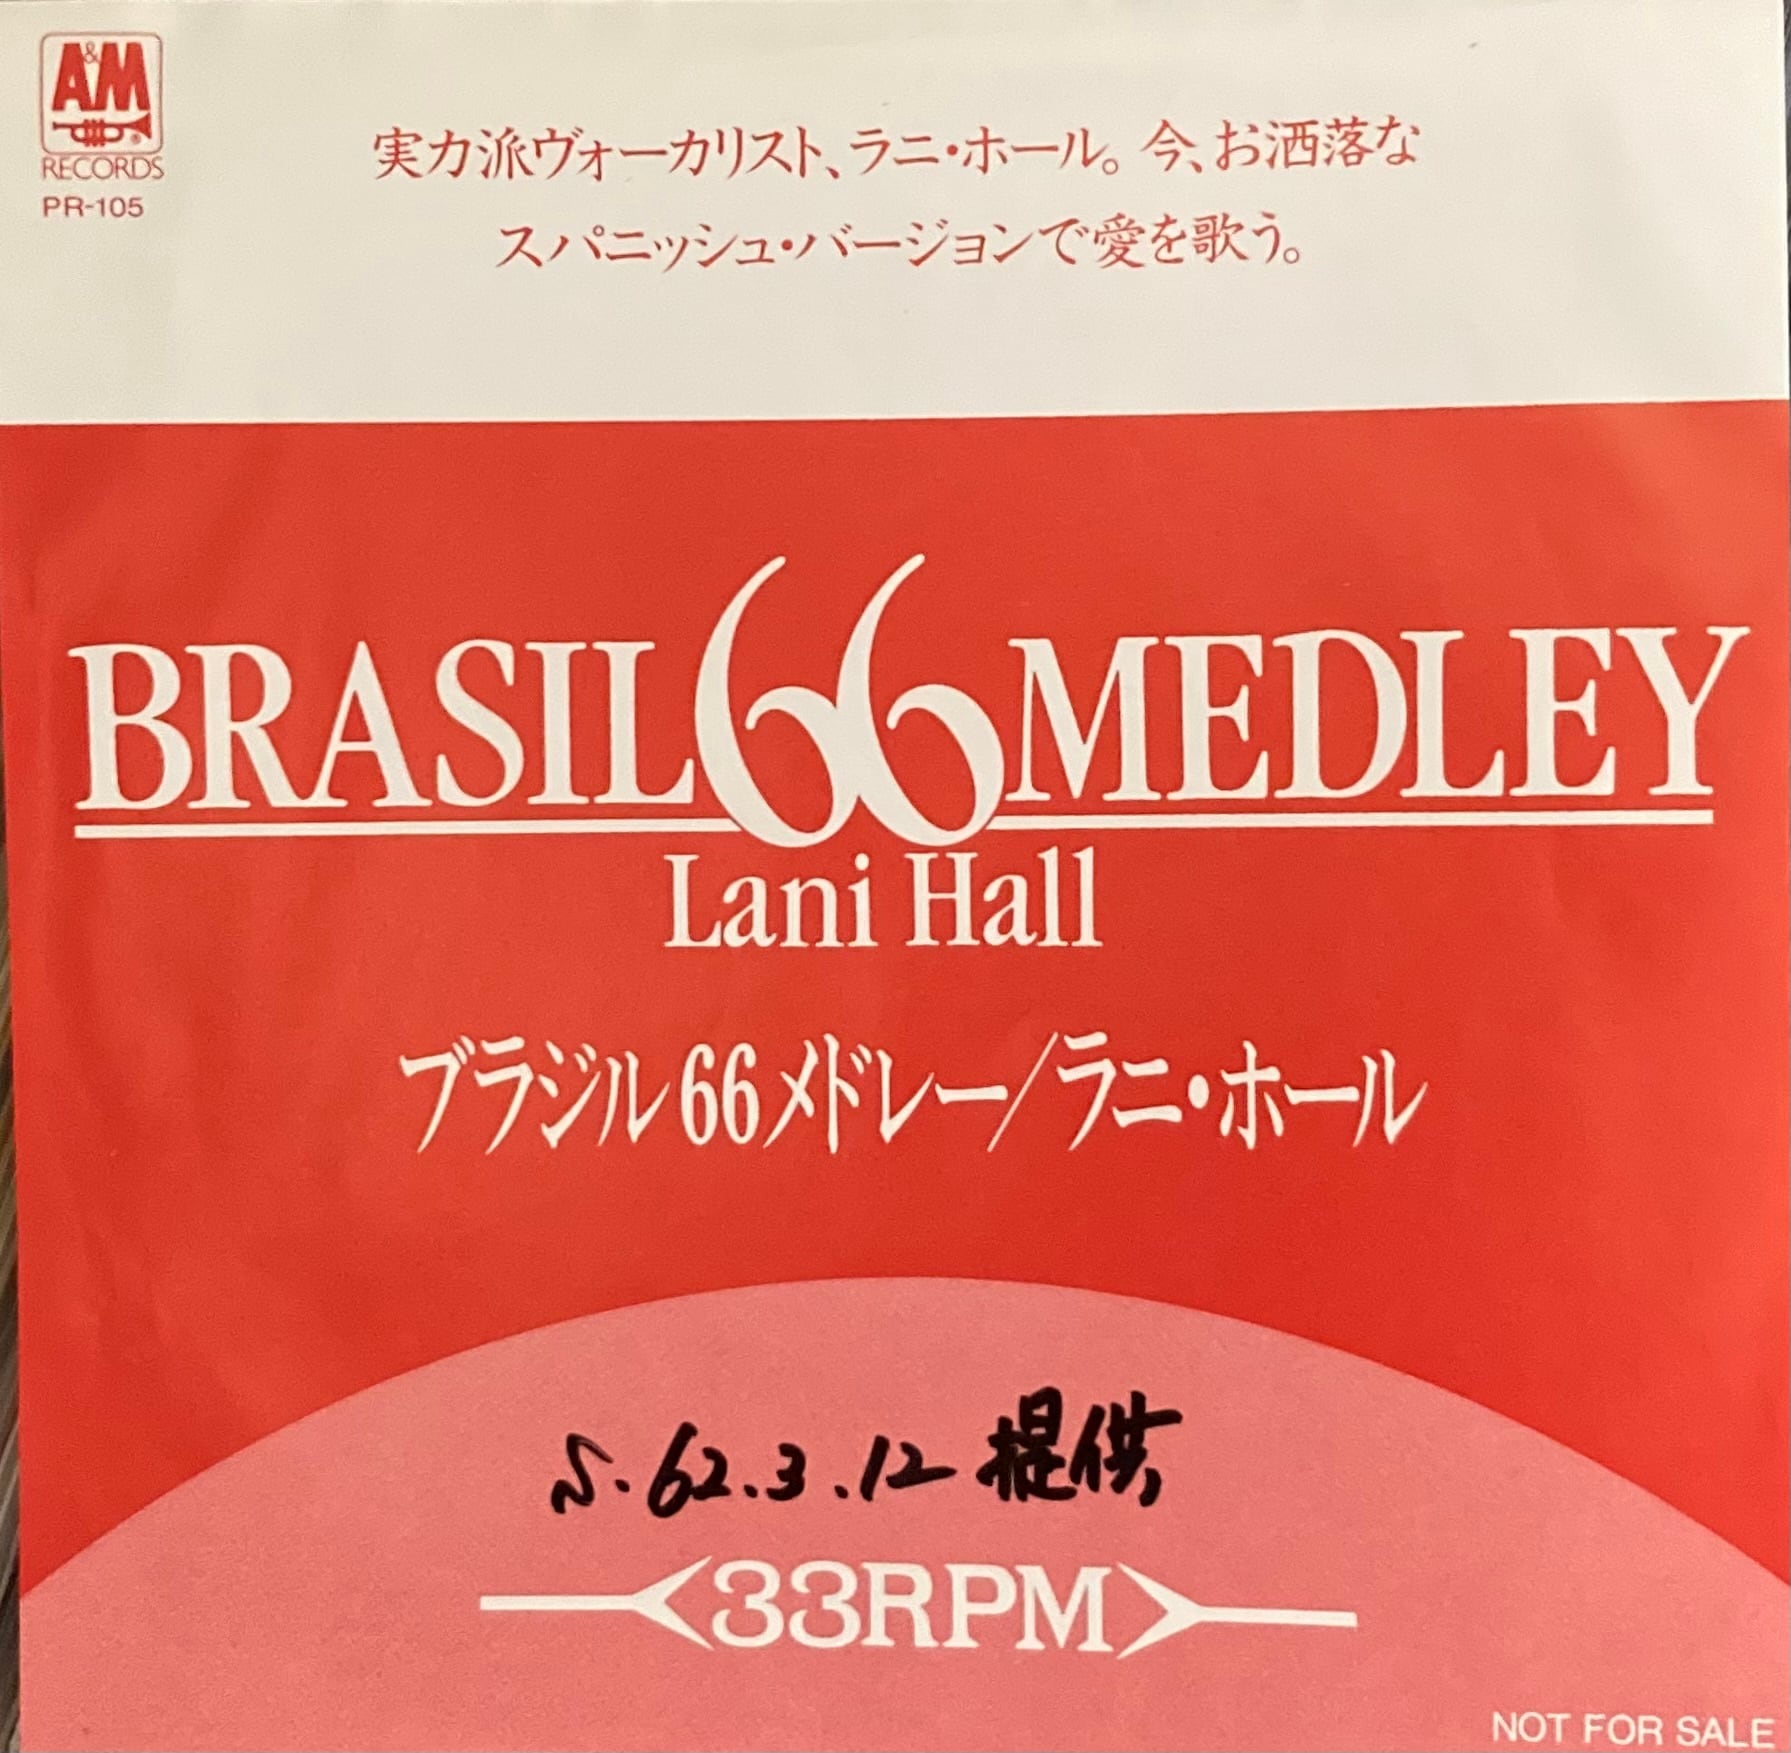 A&M
RECORDS
PR-105
実力派ヴォーカリスト、ラニ・ホール。今、お洒落な
スパニッシュ・バージョンで愛を歌う。
BRASIL 66 MEDLEY
Lani Hall
ブラジル66メドレー/ラニ・ホール
S.62.3.12 提供
33RPM
NOT FOR SALE